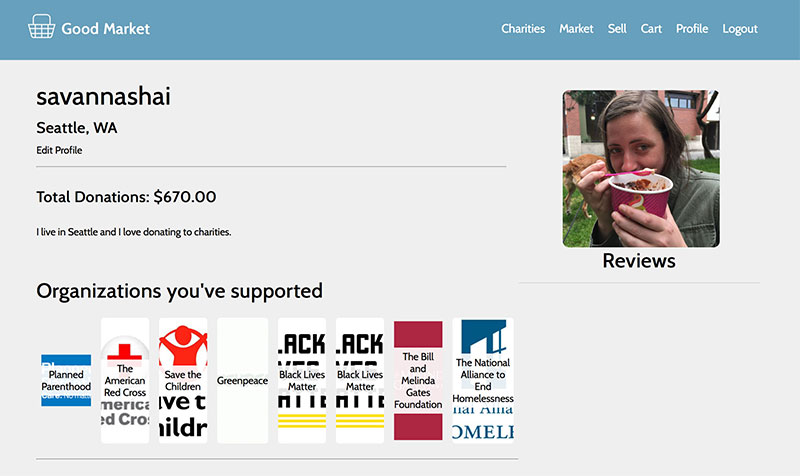 Good Market
Charities Market Sell Cart Profile Logout
savannashai
Seattle, WA
Edit Profile
Total Donations: $670.00
I live in Seattle and I love donating to charities.
Reviews
Organizations you've supported
Planned
Parenthood
The
American
Red Cross
Save the
Children
Greenpeace
Black Lives
Matter
Black Lives
Matter
The Bill
and
Melinda
Gates
Foundation
The National
Alliance to
End
Homelessness